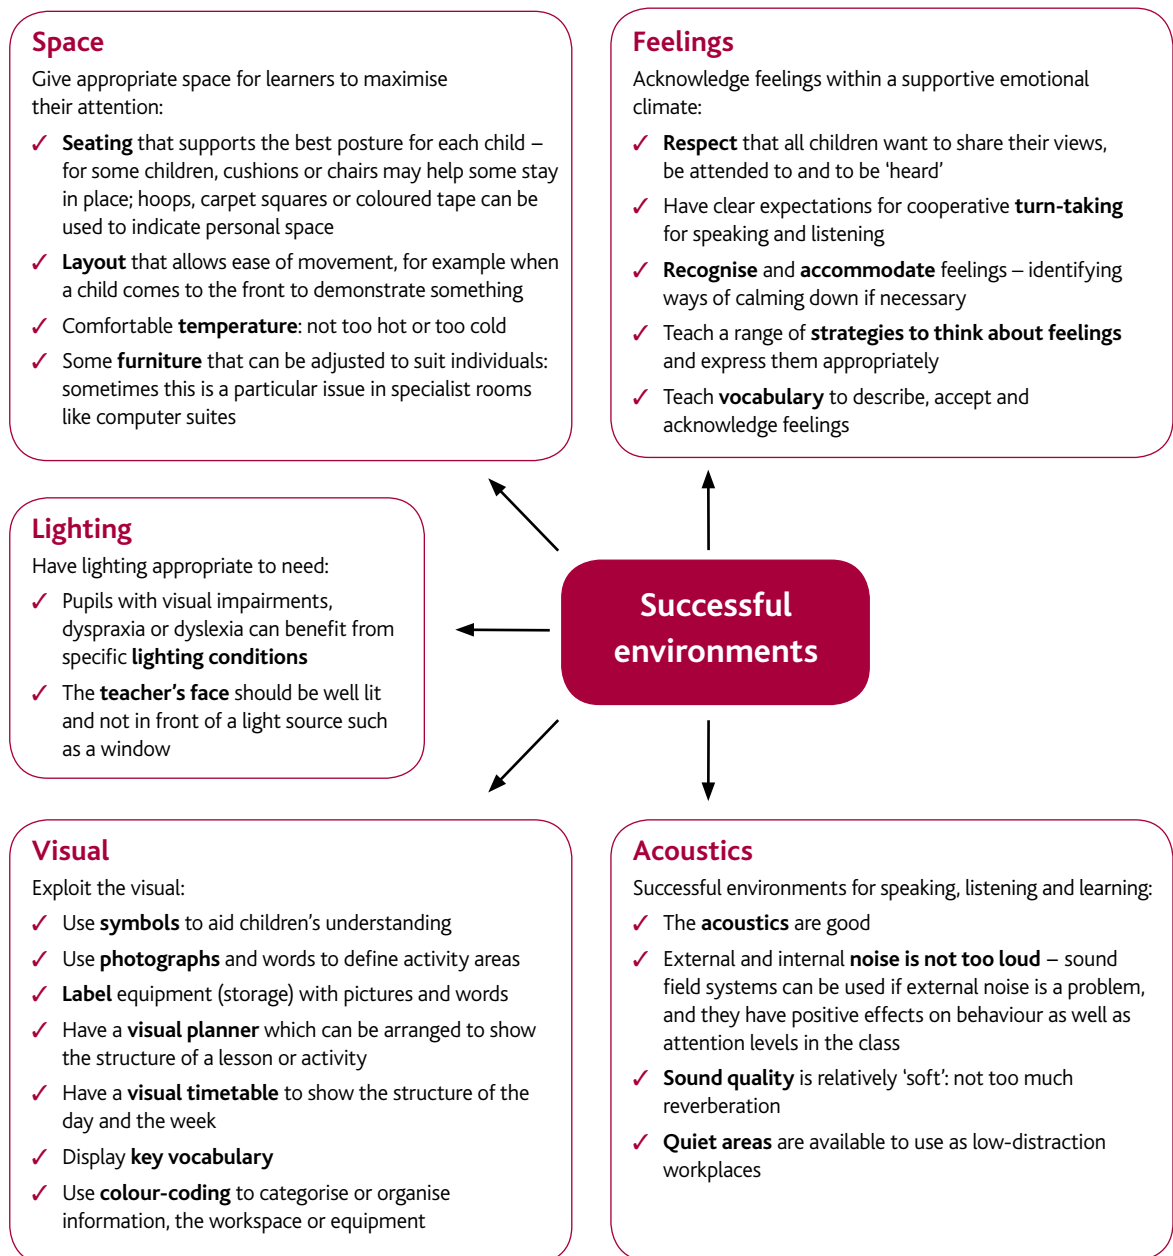 Space
Give appropriate space for learners to maximise
their attention:
✓ Seating that supports the best posture for each child –
for some children, cushions or chairs may help some stay
in place; hoops, carpet squares or coloured tape can be
used to indicate personal space
✓ Layout that allows ease of movement, for example when
a child comes to the front to demonstrate something
✓ Comfortable temperature: not too hot or too cold
✓ Some furniture that can be adjusted to suit individuals:
sometimes this is a particular issue in specialist rooms
like computer suites
Feelings
Acknowledge feelings within a supportive emotional
climate:
✓ Respect that all children want to share their views,
be attended to and to be ‘heard’
✓ Have clear expectations for cooperative turn-taking
for speaking and listening
✓ Recognise and accommodate feelings – identifying
ways of calming down if necessary
✓ Teach a range of strategies to think about feelings
and express them appropriately
✓ Teach vocabulary to describe, accept and
acknowledge feelings
Lighting
Have lighting appropriate to need:
✓ Pupils with visual impairments,
dyspraxia or dyslexia can benefit from
specific lighting conditions
✓ The teacher’s face should be well lit
and not in front of a light source such
as a window
Successful
environments
Visual
Exploit the visual:
✓ Use symbols to aid children’s understanding
✓ Use photographs and words to define activity areas
✓ Label equipment (storage) with pictures and words
✓ Have a visual planner which can be arranged to show
the structure of a lesson or activity
✓ Have a visual timetable to show the structure of the
day and the week
✓ Display key vocabulary
✓ Use colour-coding to categorise or organise
information, the workspace or equipment
Acoustics
Successful environments for speaking, listening and learning:
✓ The acoustics are good
✓ External and internal noise is not too loud – sound
field systems can be used if external noise is a problem,
and they have positive effects on behaviour as well as
attention levels in the class
✓ Sound quality is relatively ‘soft’: not too much
reverberation
✓ Quiet areas are available to use as low-distraction
workplaces